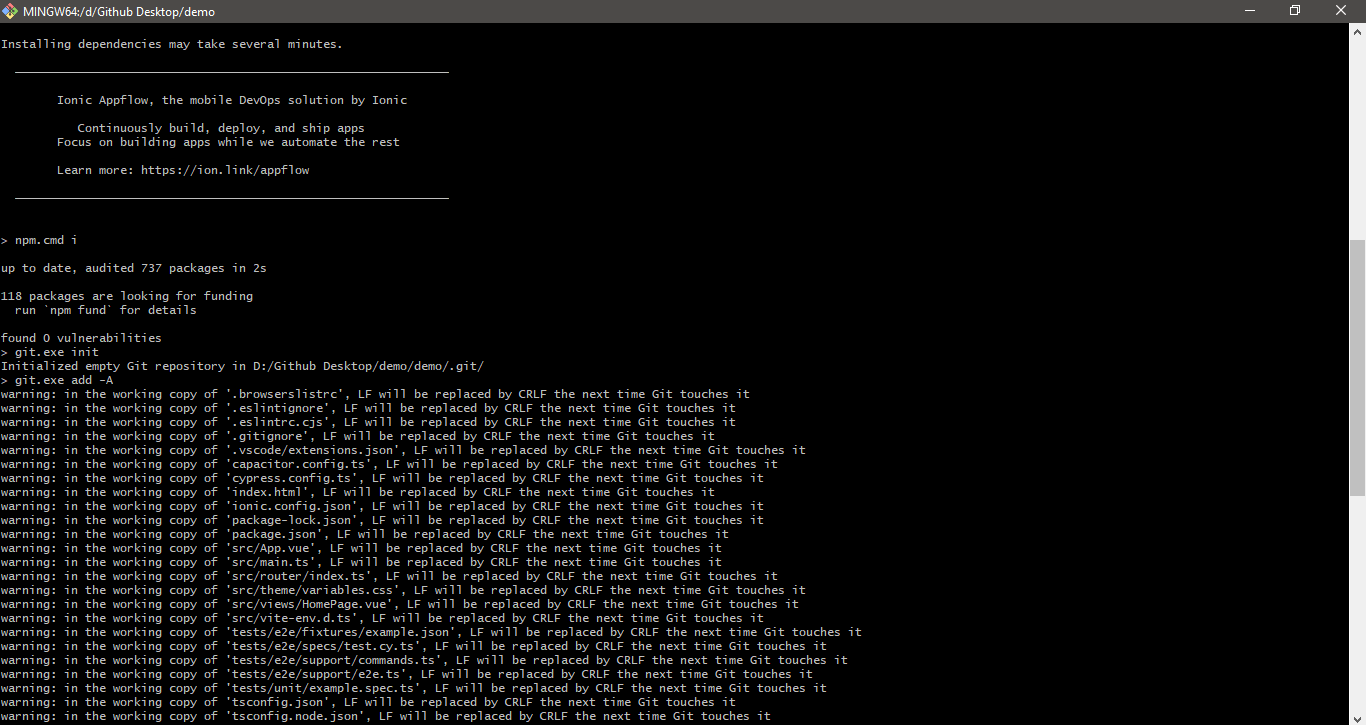 MINGW64:/d/Github Desktop/demo
Installing dependencies may take several minutes.
Ionic Appflow, the mobile DevOps solution by Ionic
Continuously build, deploy, and ship apps
Focus on building apps while we automate the rest
Learn more: https://ion.link/appflow
> npm.cmd i
up to date, audited 737 packages in 2s
118 packages are looking for funding
run `npm fund` for details
found 0 vulnerabilities
> git.exe init
Initialized empty Git repository in D:/Github Desktop/demo/demo/.git/
> git.exe add -A
warning: in the working copy of '.browserslistrc', LF will be replaced by CRLF the next time Git touches it
warning: in the working copy of '.eslintignore', LF will be replaced by CRLF the next time Git touches it
warning: in the working copy of '.eslintrc.cjs', LF will be replaced by CRLF the next time Git touches it
warning: in the working copy of '.gitignore', LF will be replaced by CRLF the next time Git touches it
warning: in the working copy of '.vscode/extensions.json', LF will be replaced by CRLF the next time Git touches it
warning: in the working copy of 'capacitor.config.ts', LF will be replaced by CRLF the next time Git touches it
warning: in the working copy of 'cypress.config.ts', LF will be replaced by CRLF the next time Git touches it
warning: in the working copy of 'index.html', LF will be replaced by CRLF the next time Git touches it
warning: in the working copy of 'ionic.config.json', LF will be replaced by CRLF the next time Git touches it
warning: in the working copy of 'package-lock.json', LF will be replaced by CRLF the next time Git touches it
warning: in the working copy of 'package.json', LF will be replaced by CRLF the next time Git touches it
warning: in the working copy of 'src/App.vue', LF will be replaced by CRLF the next time Git touches it
warning: in the working copy of 'src/main.ts', LF will be replaced by CRLF the next time Git touches it
warning: in the working copy of 'src/router/index.ts', LF will be replaced by CRLF the next time Git touches it
warning: in the working copy of 'src/theme/variables.css', LF will be replaced by CRLF the next time Git touches it
warning: in the working copy of 'src/views/HomePage.vue', LF will be replaced by CRLF the next time Git touches it
warning: in the working copy of 'src/vite-env.d.ts', LF will be replaced by CRLF the next time Git touches it
warning: in the working copy of 'tests/e2e/fixtures/example.json', LF will be replaced by CRLF the next time Git touches it
warning: in the working copy of 'tests/e2e/specs/test.cy.ts', LF will be replaced by CRLF the next time Git touches it
warning: in the working copy of 'tests/e2e/support/commands.ts', LF will be replaced by CRLF the next time Git touches it
warning: in the working copy of 'tests/e2e/support/e2e.ts', LF will be replaced by CRLF the next time Git touches it
warning: in the working copy of 'tests/unit/example.spec.ts', LF will be replaced by CRLF the next time Git touches it
warning: in the working copy of 'tsconfig.json', LF will be replaced by CRLF the next time Git touches it
warning: in the working copy of 'tsconfig.node.json', LF will be replaced by CRLF the next time Git touches it